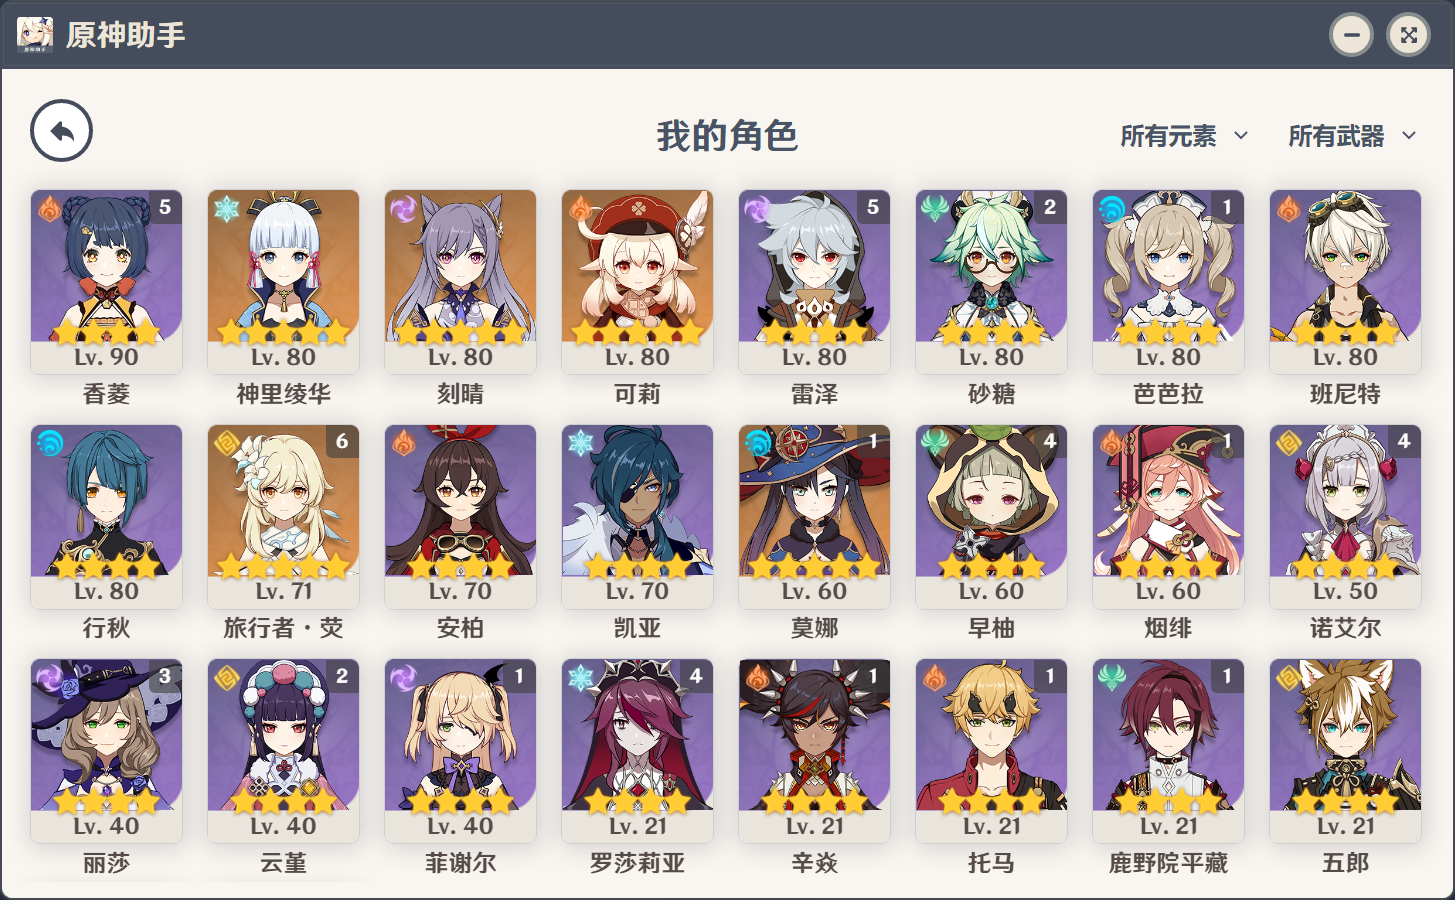 原神助手
我的角色
所有元素
所有武器
5
5
2
1
Lv. 90
Lv. 80
Lv. 80
Lv. 80
Lv. 80
Lv. 80
Lv. 80
Lv. 80
香菱
神里绫华
刻晴
可莉
雷泽
砂糖
芭芭拉
班尼特
6
1
4
1
4
Lv. 80
Lv. 71
Lv. 70
Lv. 70
Lv. 60
Lv. 60
Lv. 60
Lv. 50
行秋
旅行者·荧
安柏
凯亚
莫娜
早柚
烟绯
诺艾尔
3
2
1
4
1
1
1
Lv. 40
Lv. 40
Lv. 40
Lv. 21
Lv. 21
Lv. 21
Lv. 21
Lv. 21
丽莎
云堇
菲谢尔
罗莎莉亚
辛焱
托马
鹿野院平藏
五郎